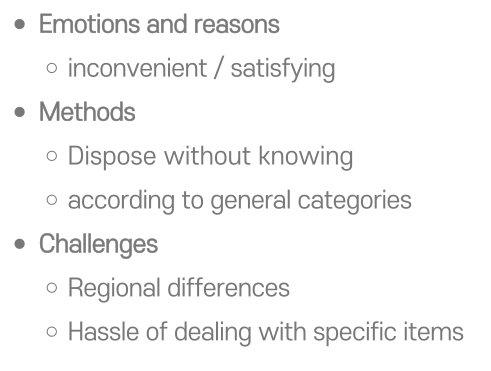 • Emotions and reasons
○ inconvenient / satisfying
• Methods
○ Dispose without knowing
○ according to general categories
• Challenges
○ Regional differences
○ Hassle of dealing with specific items